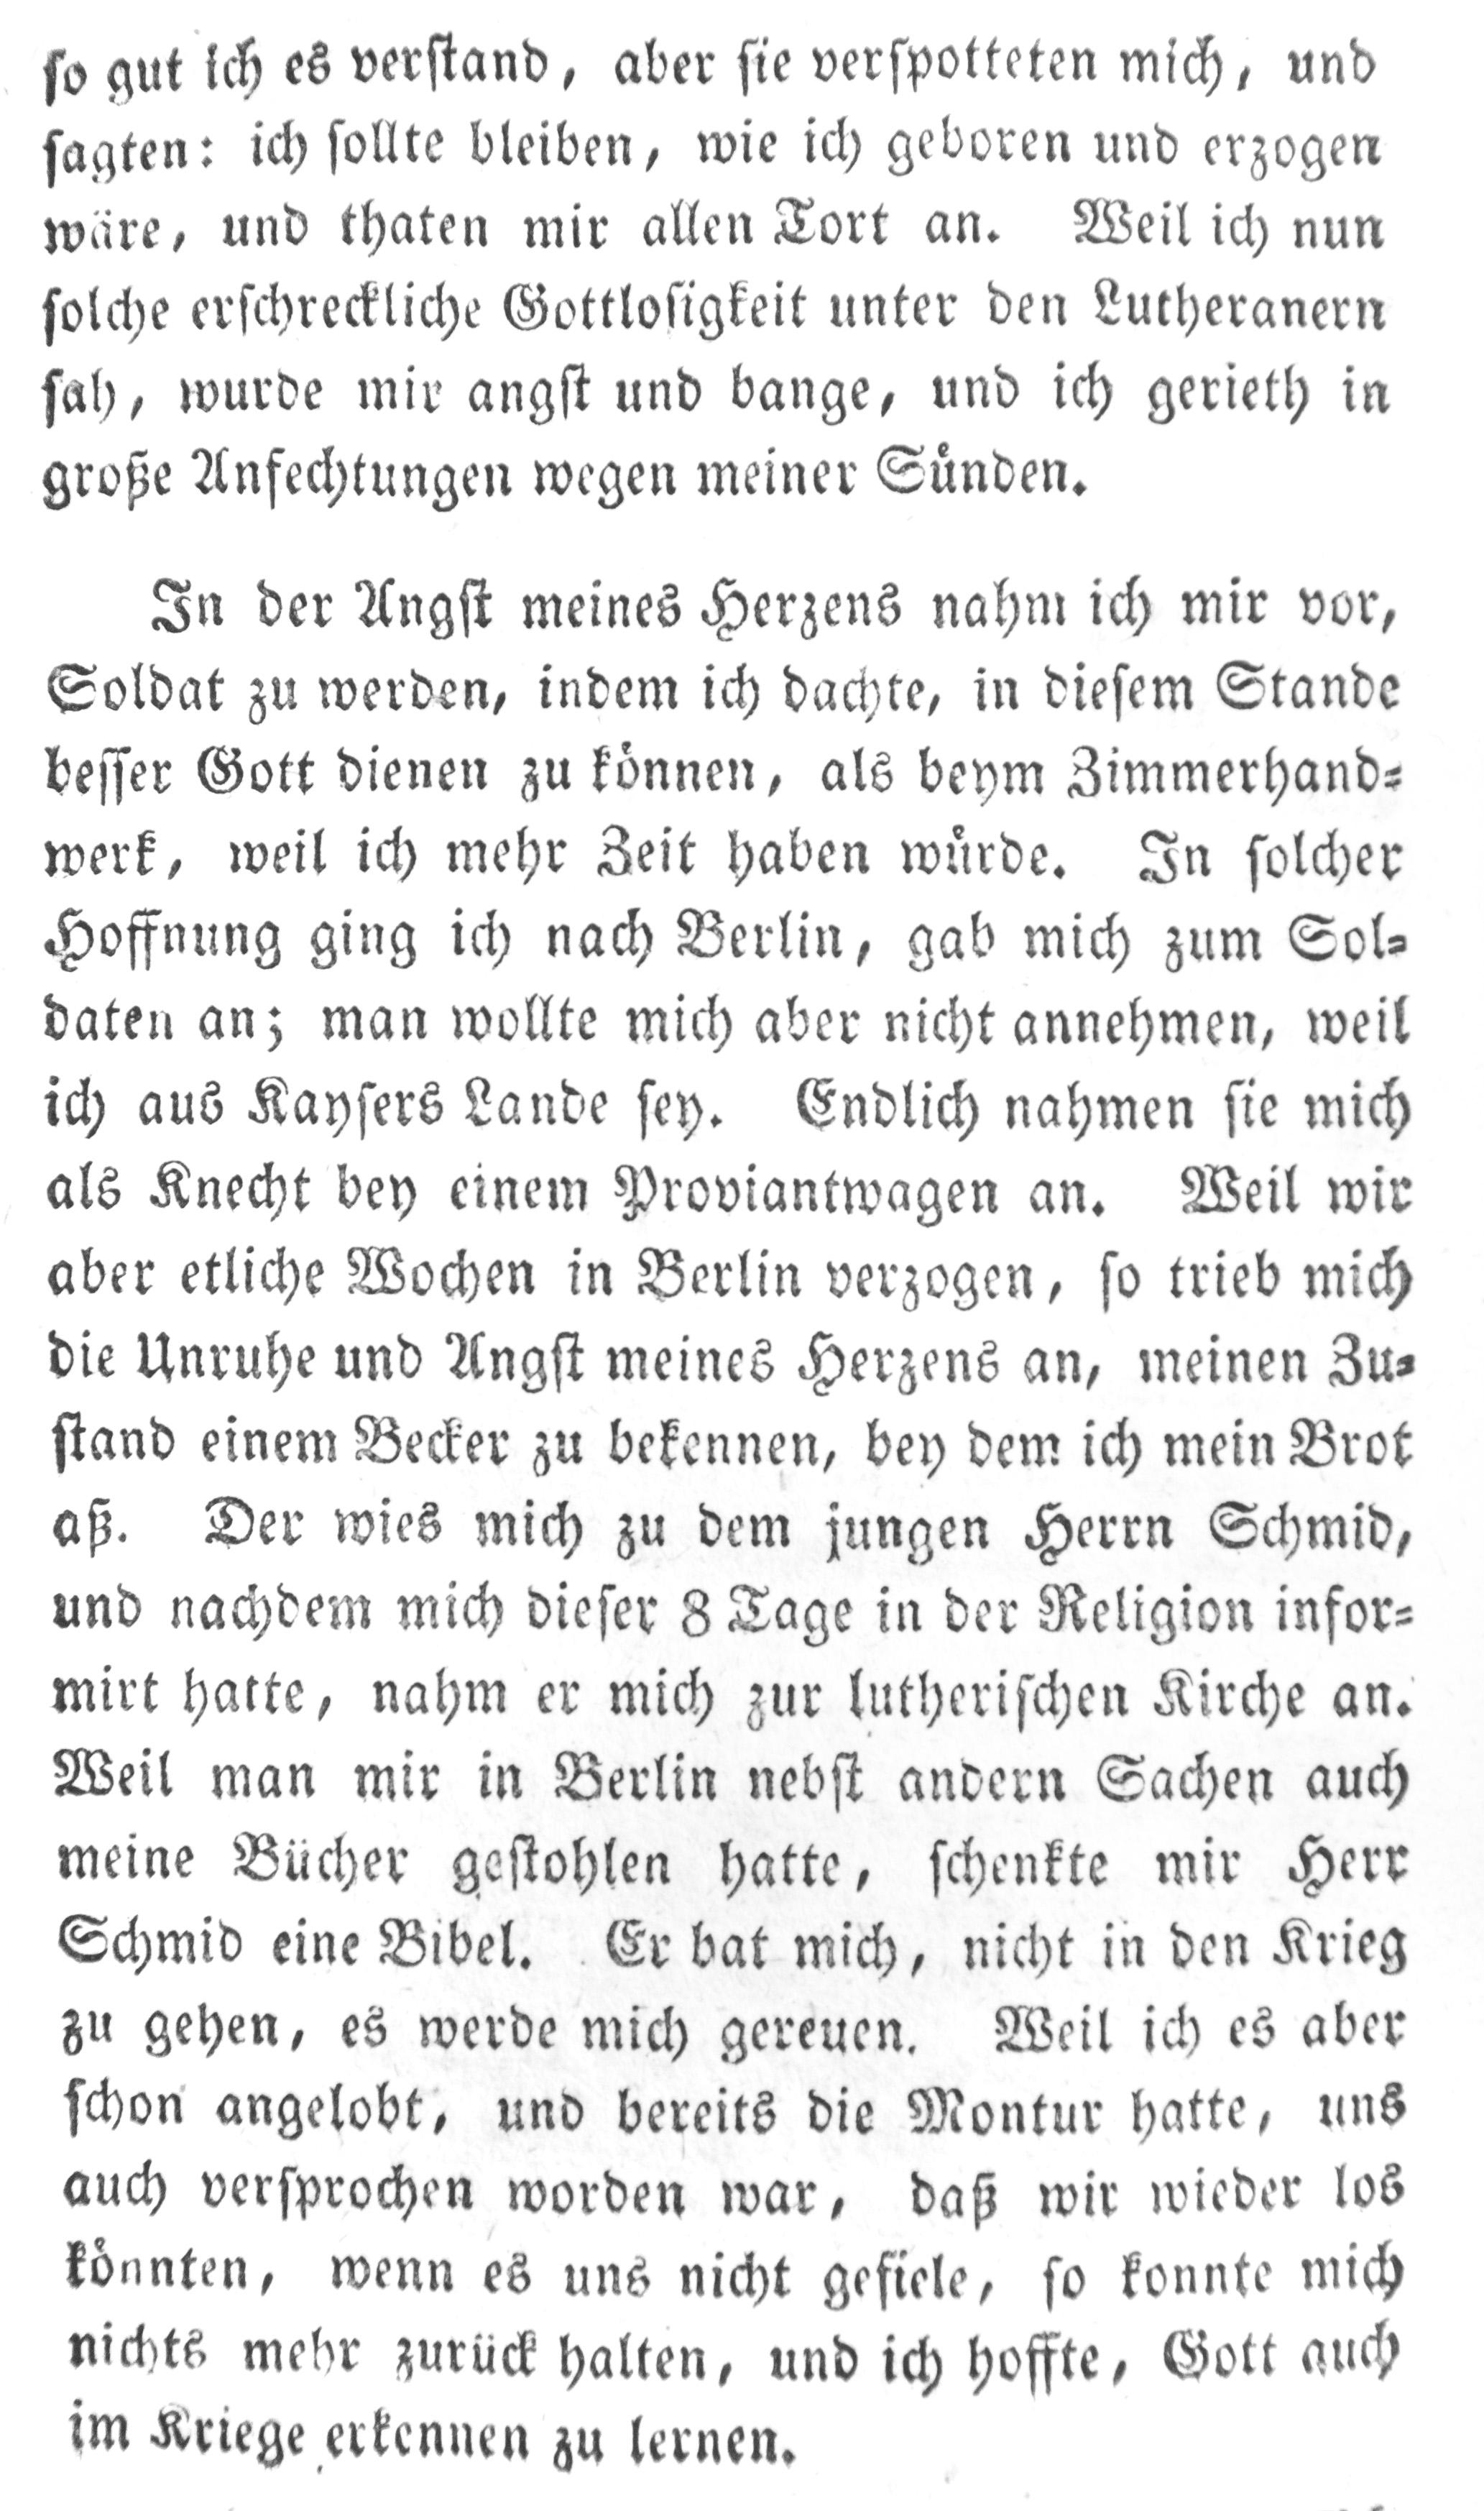 so gut ich es verstand, aber sie verspotteten mich, und
sagten: ich sollte bleiben, wie ich geboren und erzogen
wäre, und thaten mir allen Tort an. Weil ich nun
solche erschreckliche Gottlosigkeit unter den Lutheranern
sah, wurde mir angst und bange, und ich gerieth in
große Anfechtungen wegen meiner Sünden.
In der Angst meines Herzens nahm ich mir vor,
Soldat zu werden, indem ich dachte, in diesem Stande
besser Gott dienen zu können, als beym Zimmerhand-
werk, weil ich mehr Zeit haben würde. In solcher
Hoffnung ging ich nach Berlin, gab mich zum Sol-
daten an; man wollte mich aber nicht annehmen, weil
ich aus Kaysers Lande sey. Endlich nahmen sie mich
als Knecht bey einem Proviantwagen an. Weil wir
aber etliche Wochen in Berlin verzogen, so trieb mich
die Unruhe und Angst meines Herzens an, meinen Zu-
stand einem Becker zu bekennen, bey dem ich mein Brot
aß. Der wies mich zu dem jungen Herrn Schmid,
und nachdem mich dieser 8 Tage in der Religion infor-
mirt hatte, nahm er mich zur lutherischen Kirche an.
Weil man mir in Berlin nebst andern Sachen auch
meine Bücher gestohlen hatte, schenkte mir Herr
Schmid eine Bibel. Er bat mich, nicht in den Krieg
zu gehen, es werde mich gereuen. Weil ich es aber
schon angelobt, und bereits die Montur hatte, uns
auch versprochen worden war, daß wir wieder los
könnten, wenn es uns nicht gefiele, so konnte mich
nichts mehr zurück halten, und ich hoffte, Gott auch
im Kriege erkennen zu lernen.